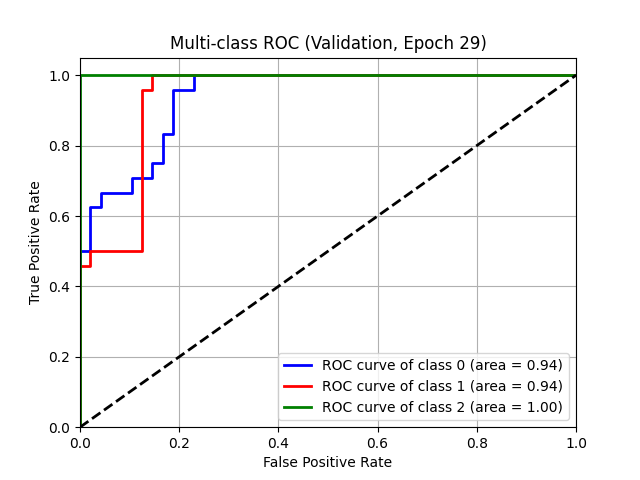 Multi-class ROC (Validation, Epoch 29)
True Positive Rate
1.0
0.8
0.6
0.4
0.2
0.0
ROC curve of class 0 (area = 0.94)
ROC curve of class 1 (area = 0.94)
ROC curve of class 2 (area = 1.00)
0.0 0.2 0.4 0.6 0.8 1.0
False Positive Rate